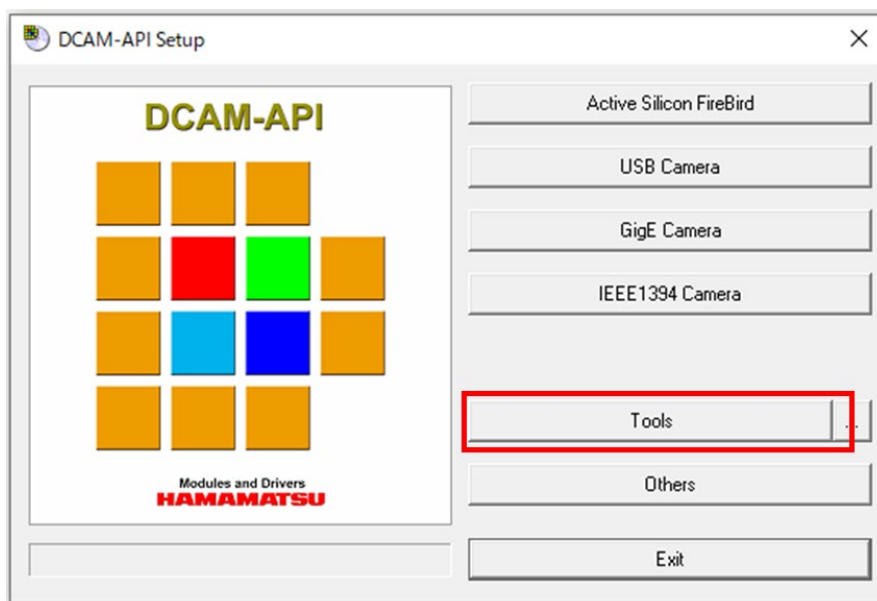 DCAM-API Setup
DCAM-API
Modules and Drivers
HAMAMATSU
Active Silicon FireBird
USB Camera
GigE Camera
IEEE1394 Camera
Tools
...
Others
Exit